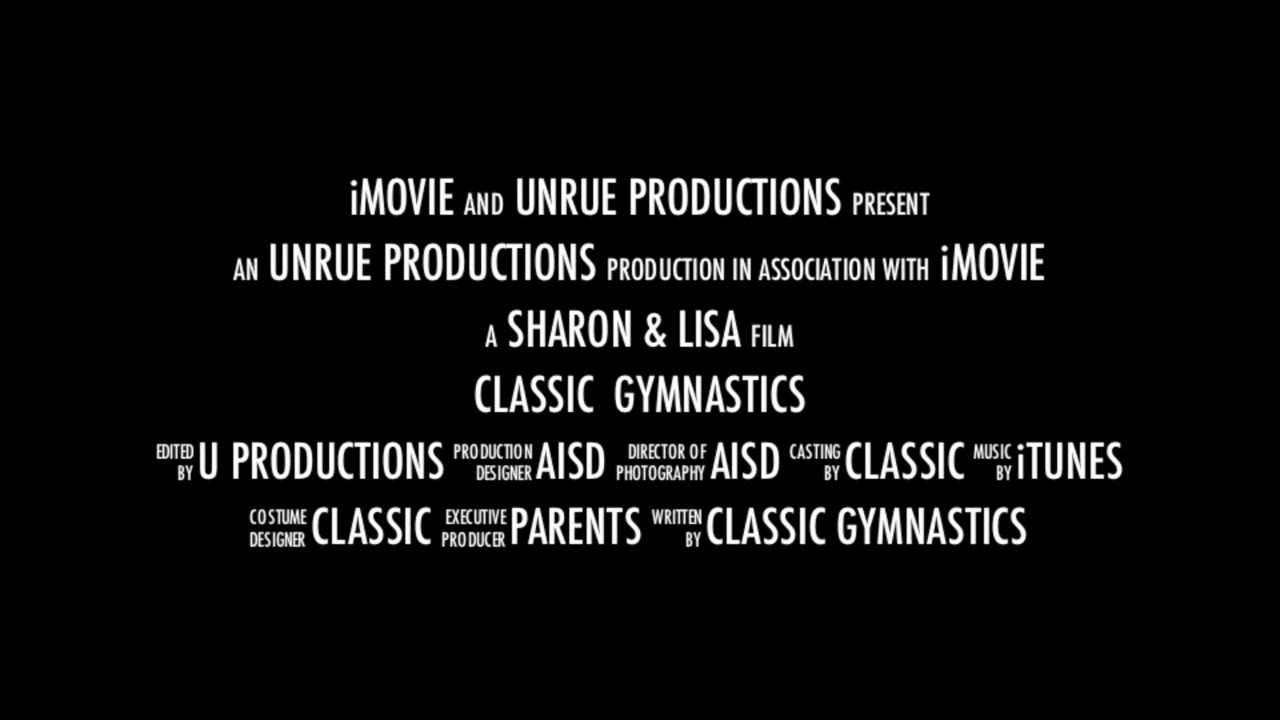 iMOVIE AND UNRUE PRODUCTIONS PRESENT
AN UNRUE PRODUCTIONS PRODUCTION IN ASSOCIATION WITH iMOVIE
A SHARON & LISA FILM
CLASSIC GYMNASTICS
EDITED BY U PRODUCTIONS PRODUCTION DESIGNER AISD DIRECTOR OF PHOTOGRAPHY AISD CASTING BY CLASSIC MUSIC BY iTUNES
COSTUME DESIGNER CLASSIC EXECUTIVE PRODUCER PARENTS WRITTEN BY CLASSIC GYMNASTICS